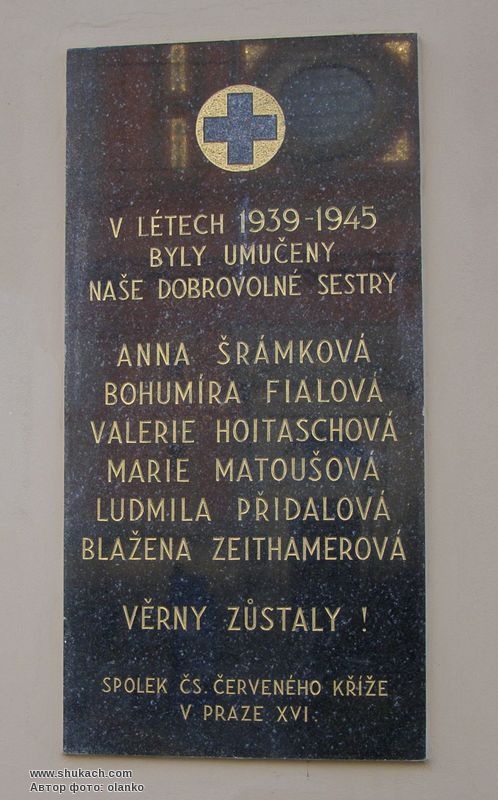 V LÉTECH 1939-1945
BYLY UMUČENY
NAŠE DOBROVOLNÉ SESTRY
ANNA ŠRÁMKOVÁ
BOHUMÍRA FIALOVÁ
VALERIE HOITASCHOVÁ
MARIE MATOUŠOVÁ
LUDMILA PŘIDALOVÁ
BLAŽENA ZEITHAMEROVÁ
VĚRNY ZŮSTALY !
SPOLEK ČS. ČERVENÉHO KŘÍŽE
V PRAZE XVI.
www.shukach.com
Автор фото: olanko